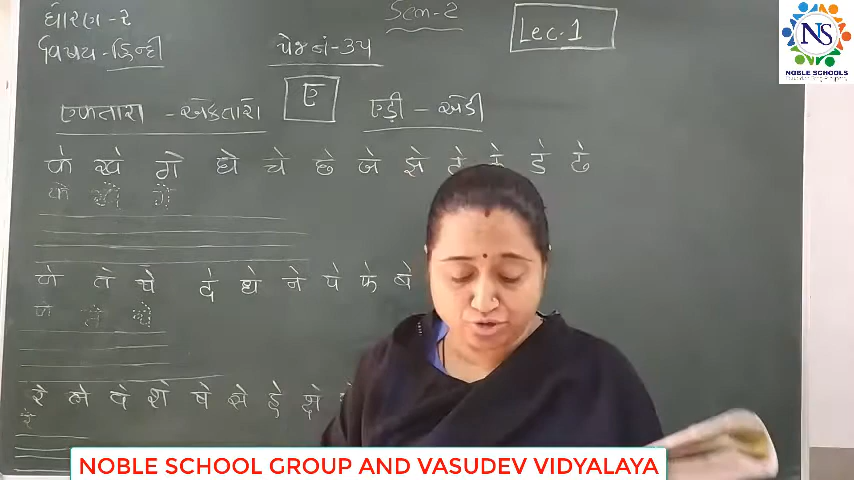 ધોરણ - ૨
Sem-2
Lec. 1
વિષય - હિન્દી
પેજ નં - ૩૫
ए
एकतारा - એકતારો
एड़ी - એડી
के खे गे घे चे छे जे झे टे ठे डे ढे
के खे गे
णे ते थे दे धे ने पे फे बे
णे ते थे
रे ले वे शे षे से हे क्षे
रे
NS
NOBLE SCHOOLS
NOBLE SCHOOL GROUP AND VASUDEV VIDYALAYA